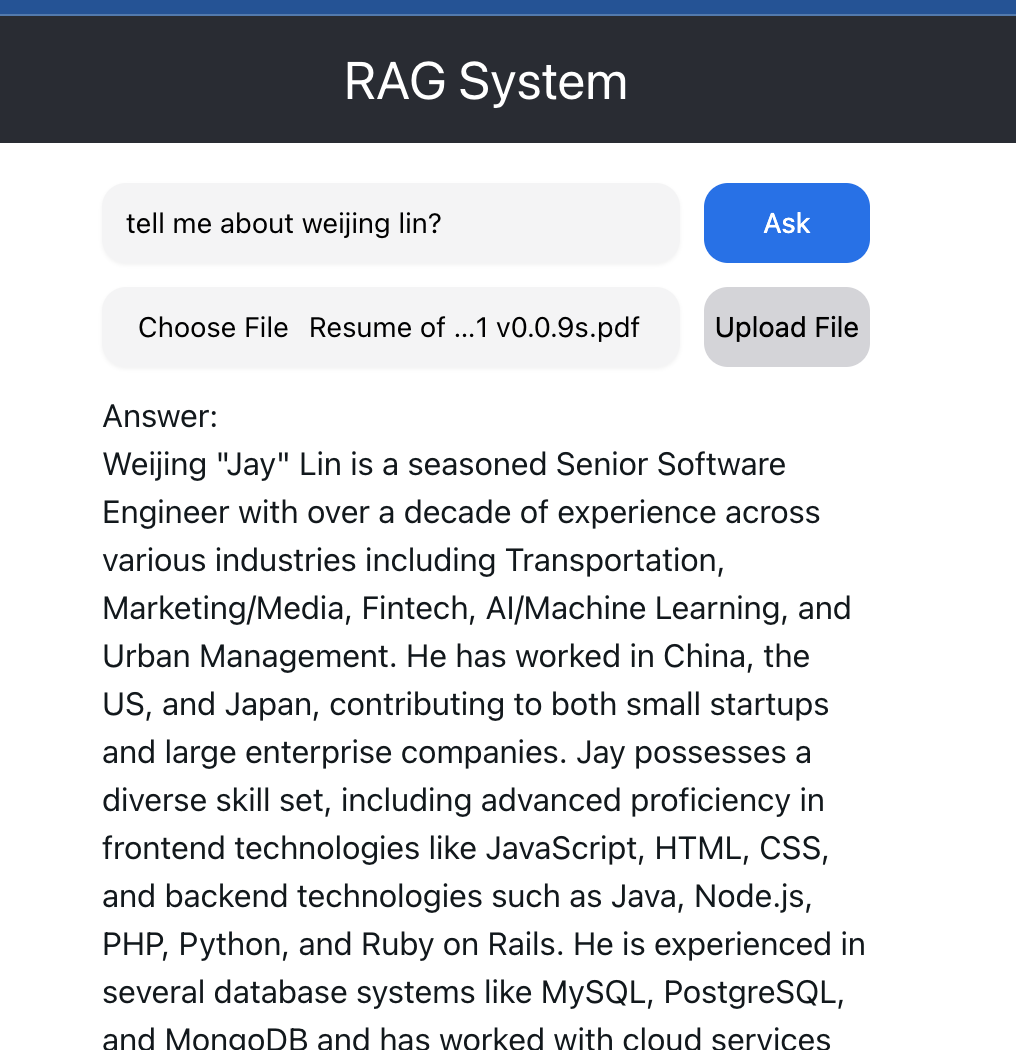 RAG System
tell me about weijing lin?
Ask
Choose File Resume of ...1 v0.0.9s.pdf
Upload File
Answer:
Weijing "Jay" Lin is a seasoned Senior Software
Engineer with over a decade of experience across
various industries including Transportation,
Marketing/Media, Fintech, AI/Machine Learning, and
Urban Management. He has worked in China, the
US, and Japan, contributing to both small startups
and large enterprise companies. Jay possesses a
diverse skill set, including advanced proficiency in
frontend technologies like JavaScript, HTML, CSS,
and backend technologies such as Java, Node.js,
PHP, Python, and Ruby on Rails. He is experienced in
several database systems like MySQL, PostgreSQL,
and MongoDB and has worked with cloud services